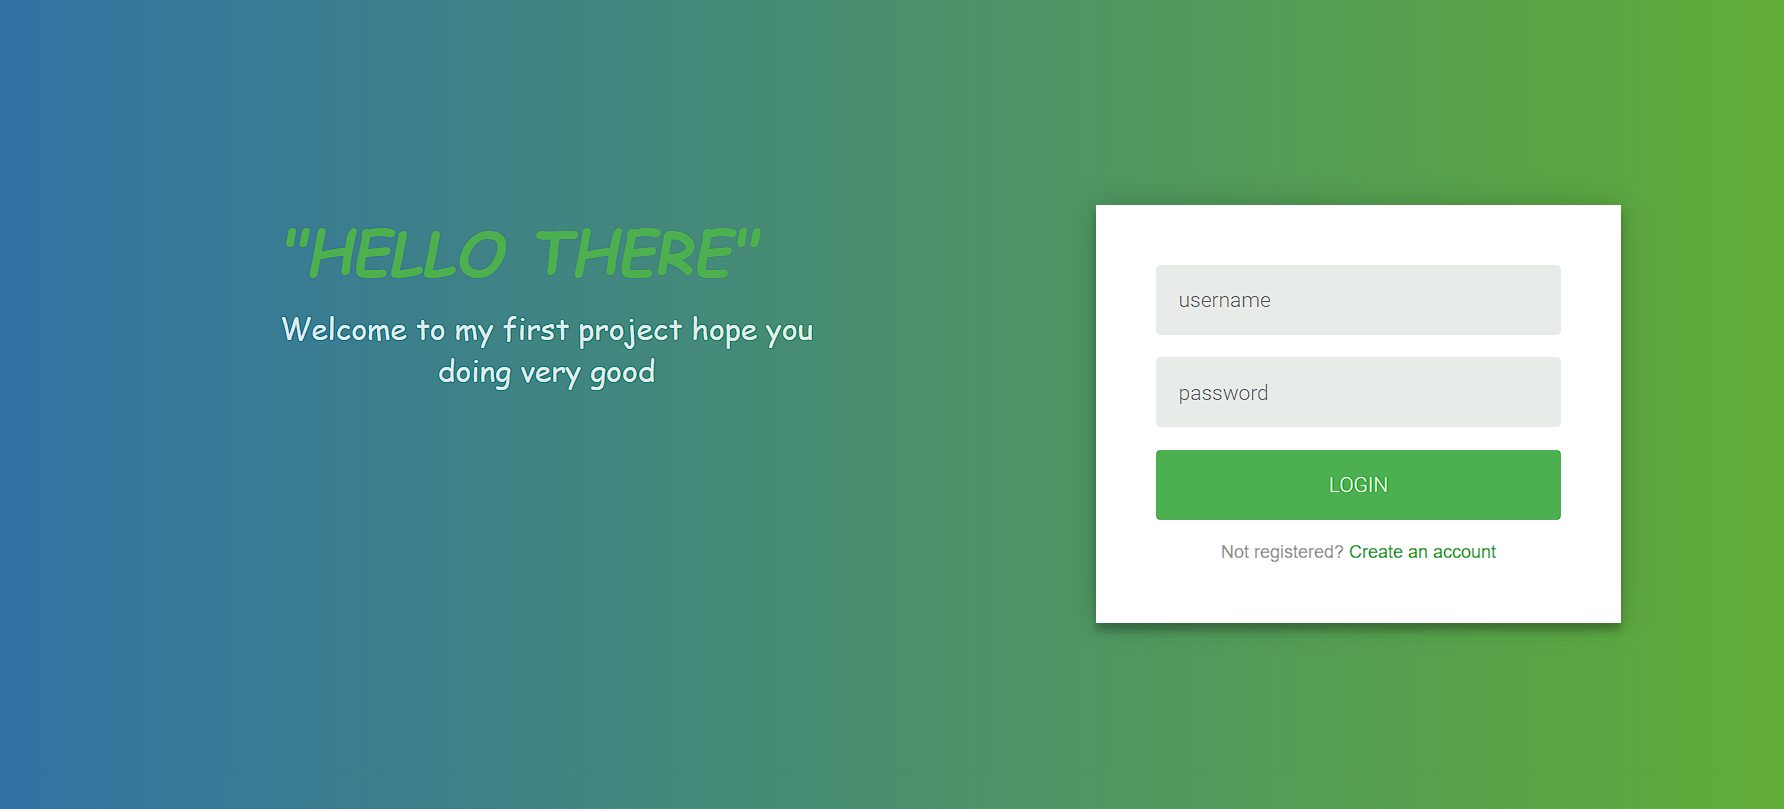 "HELLO THERE"
Welcome to my first project hope you
doing very good
username
password
LOGIN
Not registered? Create an account